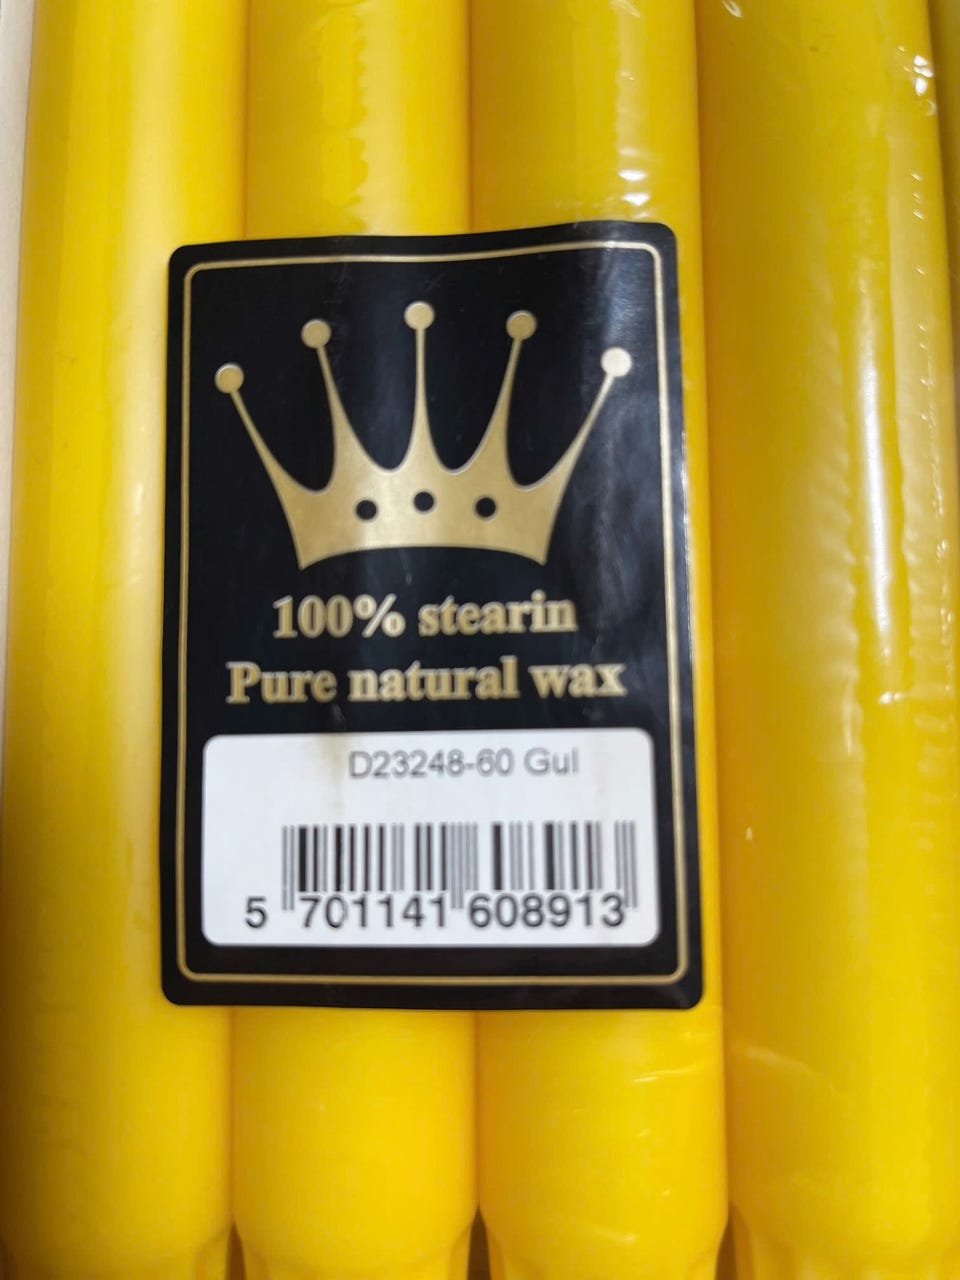 100% stearin
Pure natural wax
D23248-60 Gul
5 701141 608913